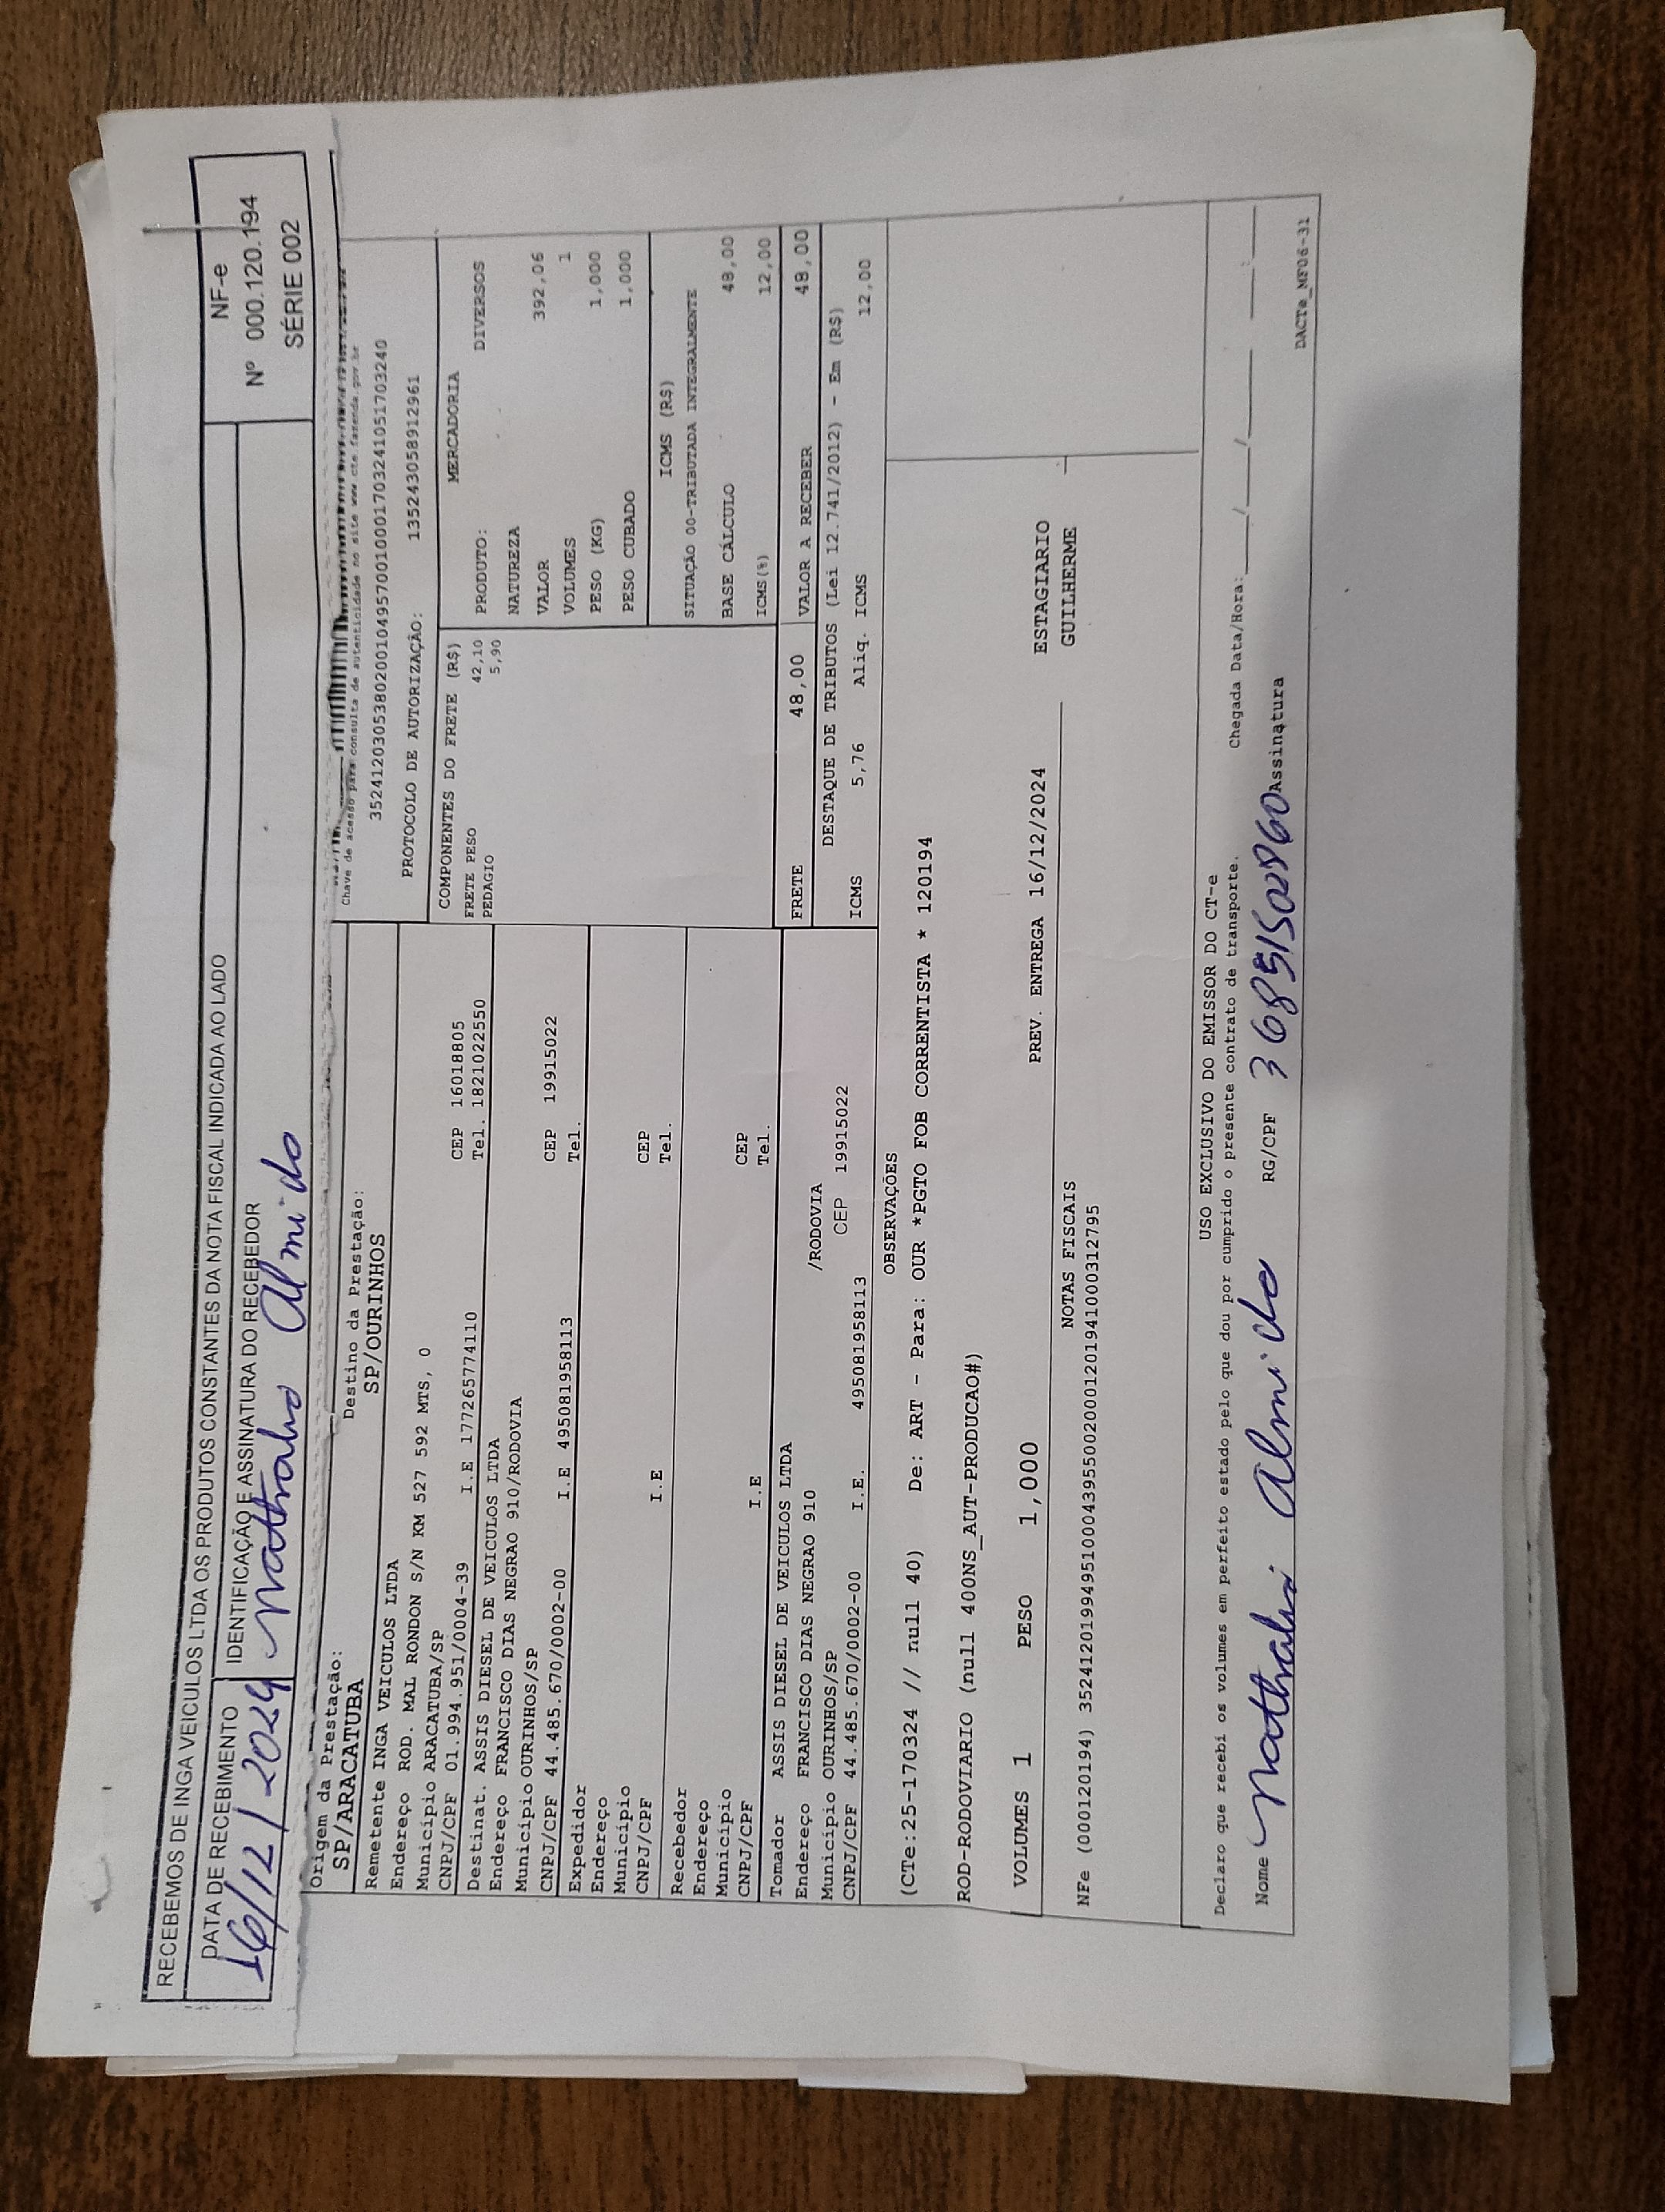 RECEBEMOS DE INGA VEICULOS LTDA OS PRODUTOS CONSTANTES DA NOTA FISCAL INDICADA AO LADO
NF-e
Nº 000.120.194
SÉRIE 002
DATA DE RECEBIMENTO
16/12/2024
IDENTIFICAÇÃO E ASSINATURA DO RECEBEDOR
Chave de acesso para consulta de autenticidade no site www cte fazenda.gov.br
35241203053802001049570010001703241051703240
PROTOCOLO DE AUTORIZAÇÃO: 135243058912961
Origem da Prestação:
SP/ARACATUBA
Destino da Prestação:
SP/OURINHOS
Remetente INGA VEICULOS LTDA
Endereço ROD. MAL RONDON S/N KM 527 592 MTS, 0
Município ARACATUBA/SP CEP 16018805
CNPJ/CPF 01.994.951/0004-39 I.E 177265774110 Tel. 1821022550
Destinat. ASSIS DIESEL DE VEICULOS LTDA
Endereço FRANCISCO DIAS NEGRAO 910/RODOVIA
Município OURINHOS/SP CEP 19915022
CNPJ/CPF 44.485.670/0002-00 I.E 495081958113 Tel.
Expedidor
Endereço
Município CEP
CNPJ/CPF I.E Tel.
Recebedor
Endereço
Município CEP
CNPJ/CPF I.E Tel.
Tomador ASSIS DIESEL DE VEICULOS LTDA
Endereço FRANCISCO DIAS NEGRAO 910 /RODOVIA
Município OURINHOS/SP CEP 19915022
CNPJ/CPF 44.485.670/0002-00 I.E. 495081958113
COMPONENTES DO FRETE (R$)
FRETE PESO 42,10
PEDAGIO 5,90
MERCADORIA
PRODUTO: DIVERSOS
NATUREZA
VALOR 392,06
VOLUMES 1
PESO (KG) 1,000
PESO CUBADO 1,000
ICMS (R$)
SITUAÇÃO 00-TRIBUTADA INTEGRALMENTE
BASE CÁLCULO 48,00
ICMS(%) 12,00
FRETE 48,00 VALOR A RECEBER 48,00
DESTAQUE DE TRIBUTOS (Lei 12.741/2012) - Em (R$)
ICMS 5,76 Aliq. ICMS 12,00
OBSERVAÇÕES
(CTe:25-170324 // null 40) De: ART - Para: OUR *PGTO FOB CORRENTISTA * 120194
ROD-RODOVIARIO (null 400NS_AUT-PRODUCAO#)
VOLUMES 1 PESO 1,000 PREV. ENTREGA 16/12/2024 ESTAGIARIO
GUILHERME
NOTAS FISCAIS
NFe (000120194) 35241201994951000439550020001201941000312795
USO EXCLUSIVO DO EMISSOR DO CT-e
Declaro que recebi os volumes em perfeito estado pelo que dou por cumprido o presente contrato de transporte. Chegada Data/Hora:___/___/___ ___:___
Nome RG/CPF Assinatura
DACTe_MF06-31